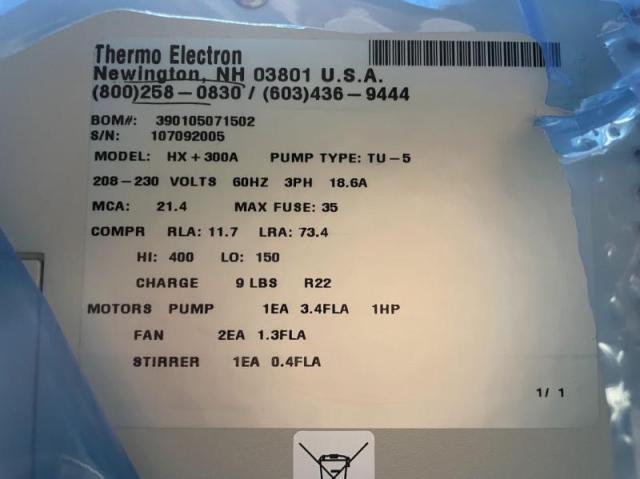 Thermo Electron
Newington, NH 03801 U.S.A.
(800)258-0830 / (603)436-9444
BOM#: 390105071502
S/N: 107092005
MODEL: HX+300A PUMP TYPE: TU-5
208-230 VOLTS 60HZ 3PH 18.6A
MCA: 21.4 MAX FUSE: 35
COMPR RLA: 11.7 LRA: 73.4
HI: 400 LO: 150
CHARGE 9 LBS R22
MOTORS PUMP 1EA 3.4FLA 1HP
FAN 2EA 1.3FLA
STIRRER 1EA 0.4FLA
1/ 1